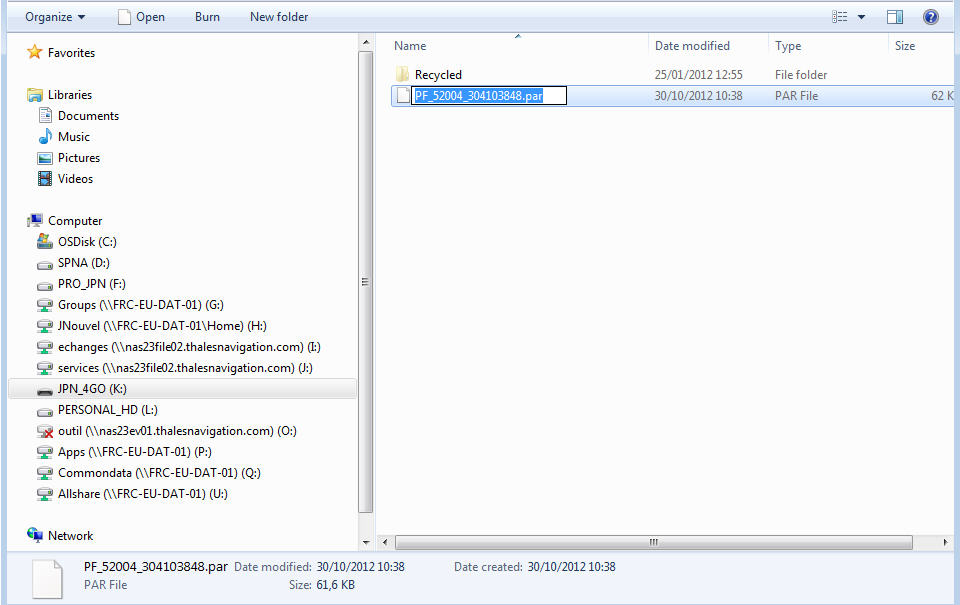 Organize Open Burn New folder
Favorites
Libraries
Documents
Music
Pictures
Videos
Computer
OSDisk (C:)
SPNA (D:)
PRO_JPN (F:)
Groups (\\FRC-EU-DAT-01) (G:)
JNouvel (\\FRC-EU-DAT-01\Home) (H:)
echanges (\\nas23file02.thalesnavigation.com) (I:)
services (\\nas23file02.thalesnavigation.com) (J:)
JPN_4GO (K:)
PERSONAL_HD (L:)
outil (\\nas23ev01.thalesnavigation.com) (O:)
Apps (\\FRC-EU-DAT-01) (P:)
Commondata (\\FRC-EU-DAT-01) (Q:)
Allshare (\\FRC-EU-DAT-01) (U:)
Network
Name Date modified Type Size
Recycled 25/01/2012 12:55 File folder
PF_52004_304103848.par 30/10/2012 10:38 PAR File 62 K
PF_52004_304103848.par Date modified: 30/10/2012 10:38 Date created: 30/10/2012 10:38
PAR File Size: 61,6 KB